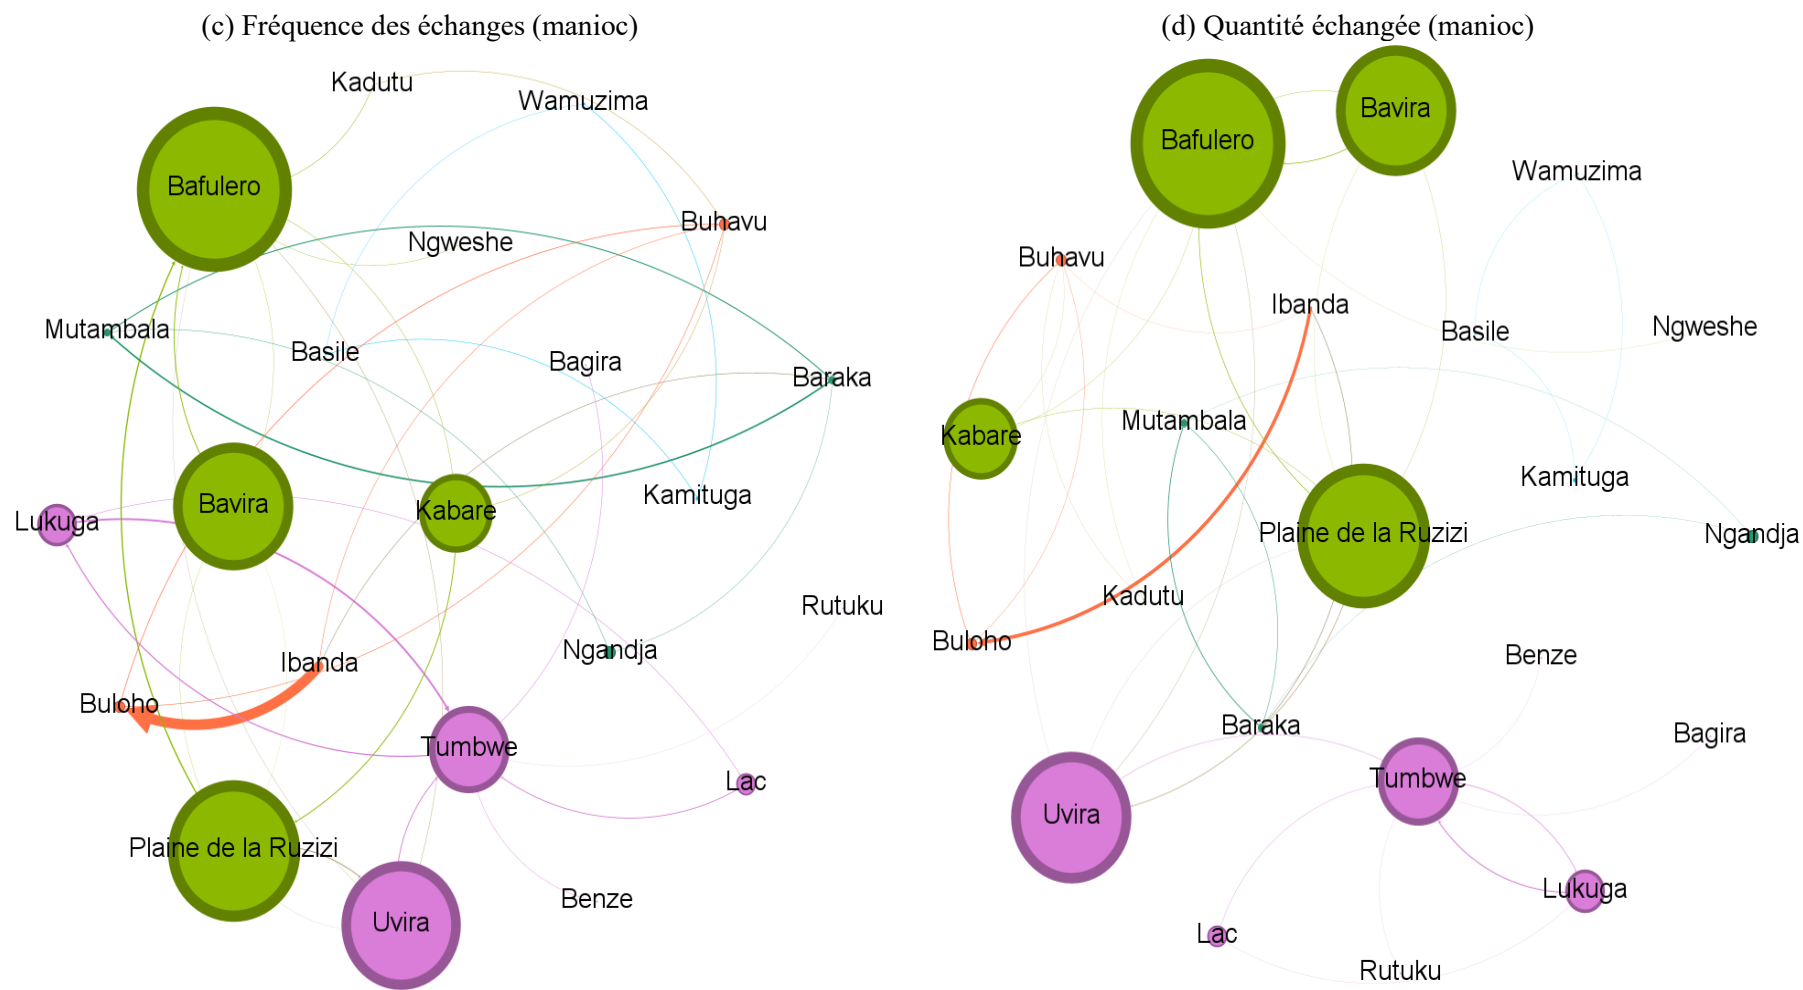 (c) Fréquence des échanges (manioc)
Kadutu
Wamuzima
Bafulero
Buhavu
Ngweshe
Mutambala
Basile
Bagira
Baraka
Kamituga
Bavira
Kabare
Lukuga
Rutuku
Ibanda
Ngandja
Buloho
Tumbwe
Lac
Plaine de la Ruzizi
Benze
Uvira
(d) Quantité échangée (manioc)
Bavira
Bafulero
Wamuzima
Buhavu
Ibanda
Ngweshe
Basile
Mutambala
Kabare
Kamituga
Plaine de la Ruzizi
Ngandja
Kadutu
Buloho
Benze
Baraka
Bagira
Tumbwe
Uvira
Lukuga
Lac
Rutuku